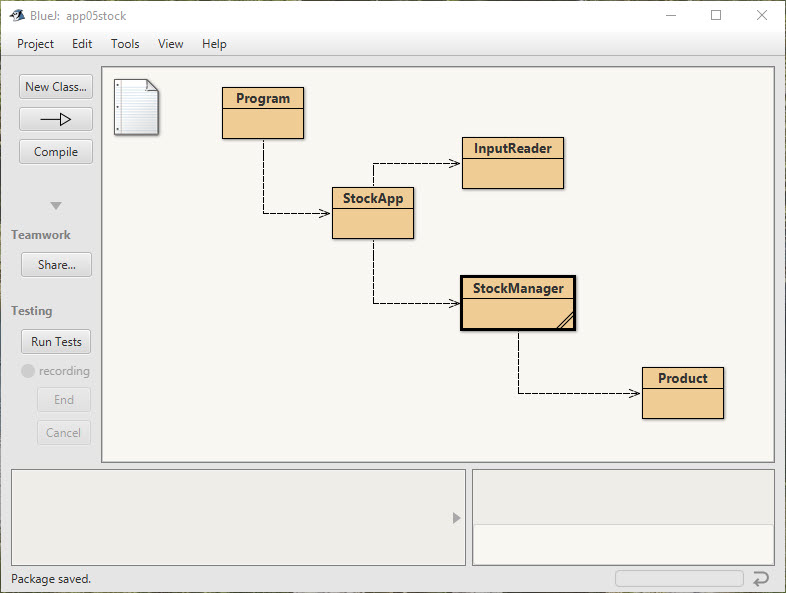 BlueJ: app05stock
Project Edit Tools View Help
New Class...
Compile
Teamwork
Share...
Testing
Run Tests
recording
End
Cancel
Program
InputReader
StockApp
StockManager
Product
Package saved.